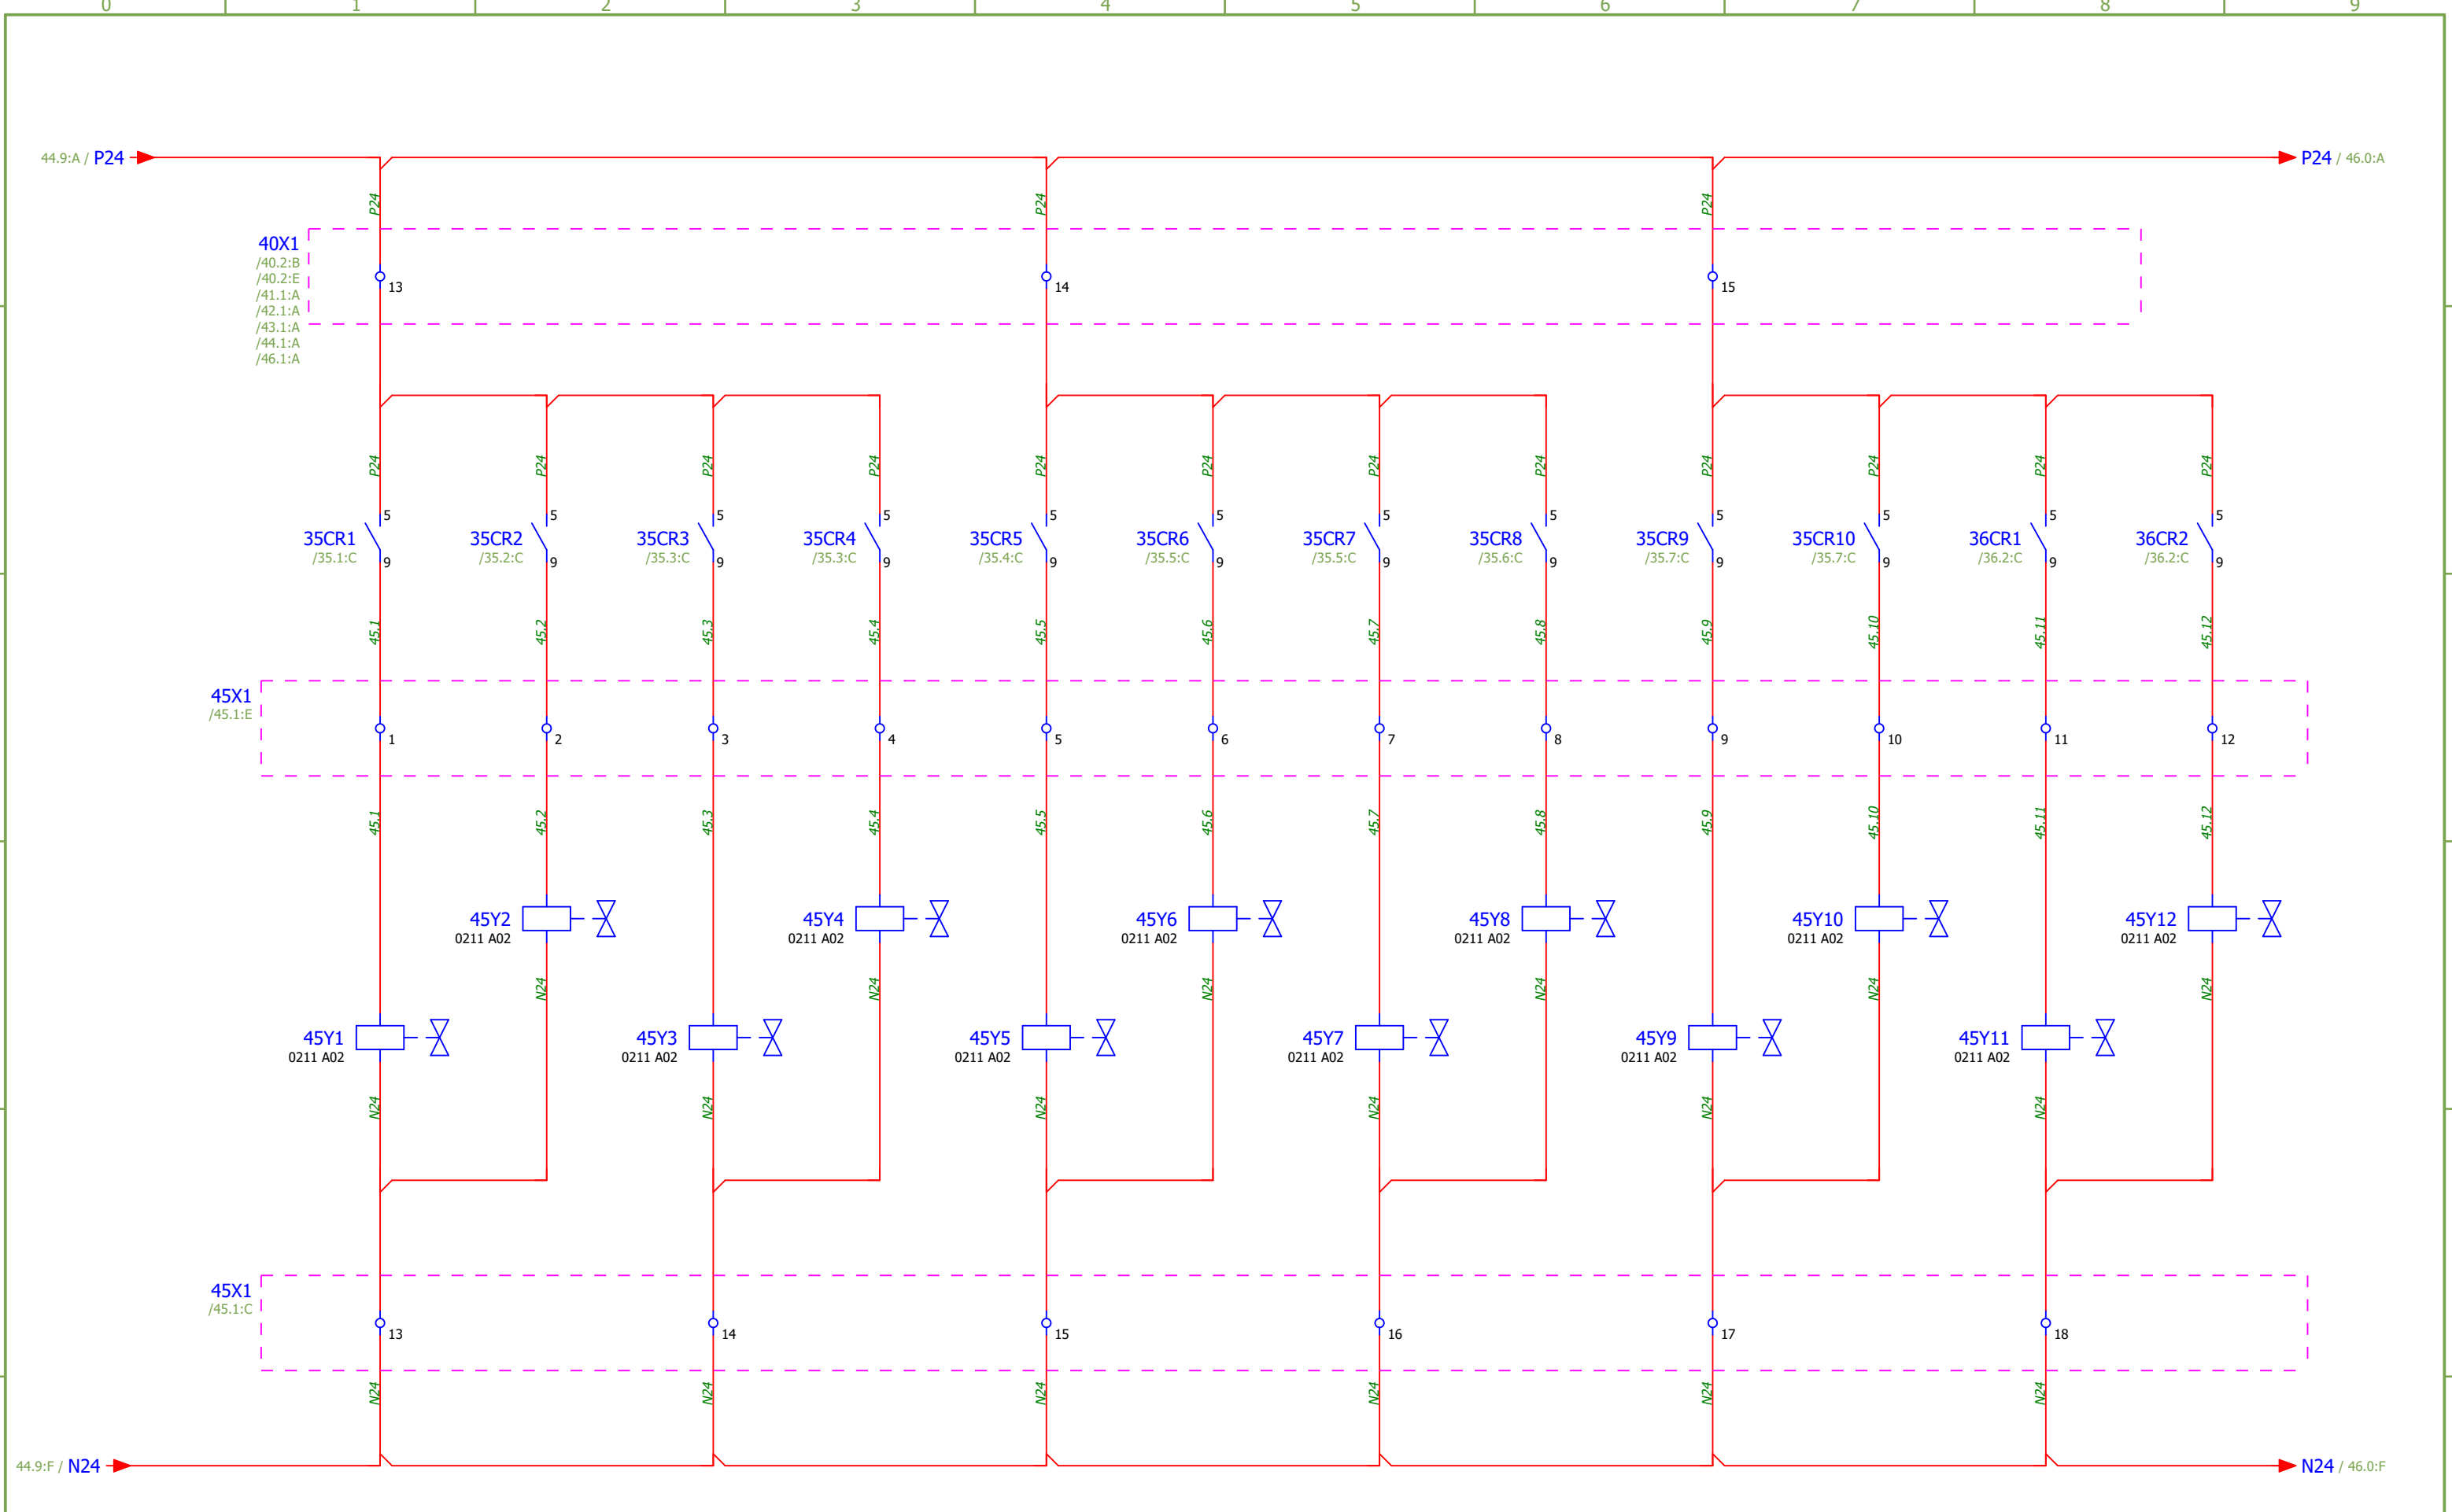 0 1 2 3 4 5 6 7 8 9
44.9:A / P24
P24 / 46.0:A
P24 P24 P24
40X1
/40.2:B
/40.2:E
/41.1:A
/42.1:A
/43.1:A
/44.1:A
/46.1:A
13 14 15
P24 P24 P24 P24 P24 P24 P24 P24 P24 P24 P24 P24
5 5 5 5 5 5 5 5 5 5 5 5
35CR1 35CR2 35CR3 35CR4 35CR5 35CR6 35CR7 35CR8 35CR9 35CR10 36CR1 36CR2
/35.1:C /35.2:C /35.3:C /35.3:C /35.4:C /35.5:C /35.5:C /35.6:C /35.7:C /35.7:C /36.2:C /36.2:C
9 9 9 9 9 9 9 9 9 9 9 9
45.1 45.2 45.3 45.4 45.5 45.6 45.7 45.8 45.9 45.10 45.11 45.12
45X1
/45.1:E
1 2 3 4 5 6 7 8 9 10 11 12
45.1 45.2 45.3 45.4 45.5 45.6 45.7 45.8 45.9 45.10 45.11 45.12
45Y2 45Y4 45Y6 45Y8 45Y10 45Y12
0211 A02 0211 A02 0211 A02 0211 A02 0211 A02 0211 A02
N24 N24 N24 N24 N24 N24
45Y1 45Y3 45Y5 45Y7 45Y9 45Y11
0211 A02 0211 A02 0211 A02 0211 A02 0211 A02 0211 A02
N24 N24 N24 N24 N24 N24
45X1
/45.1:C
13 14 15 16 17 18
N24 N24 N24 N24 N24 N24
44.9:F / N24
N24 / 46.0:F